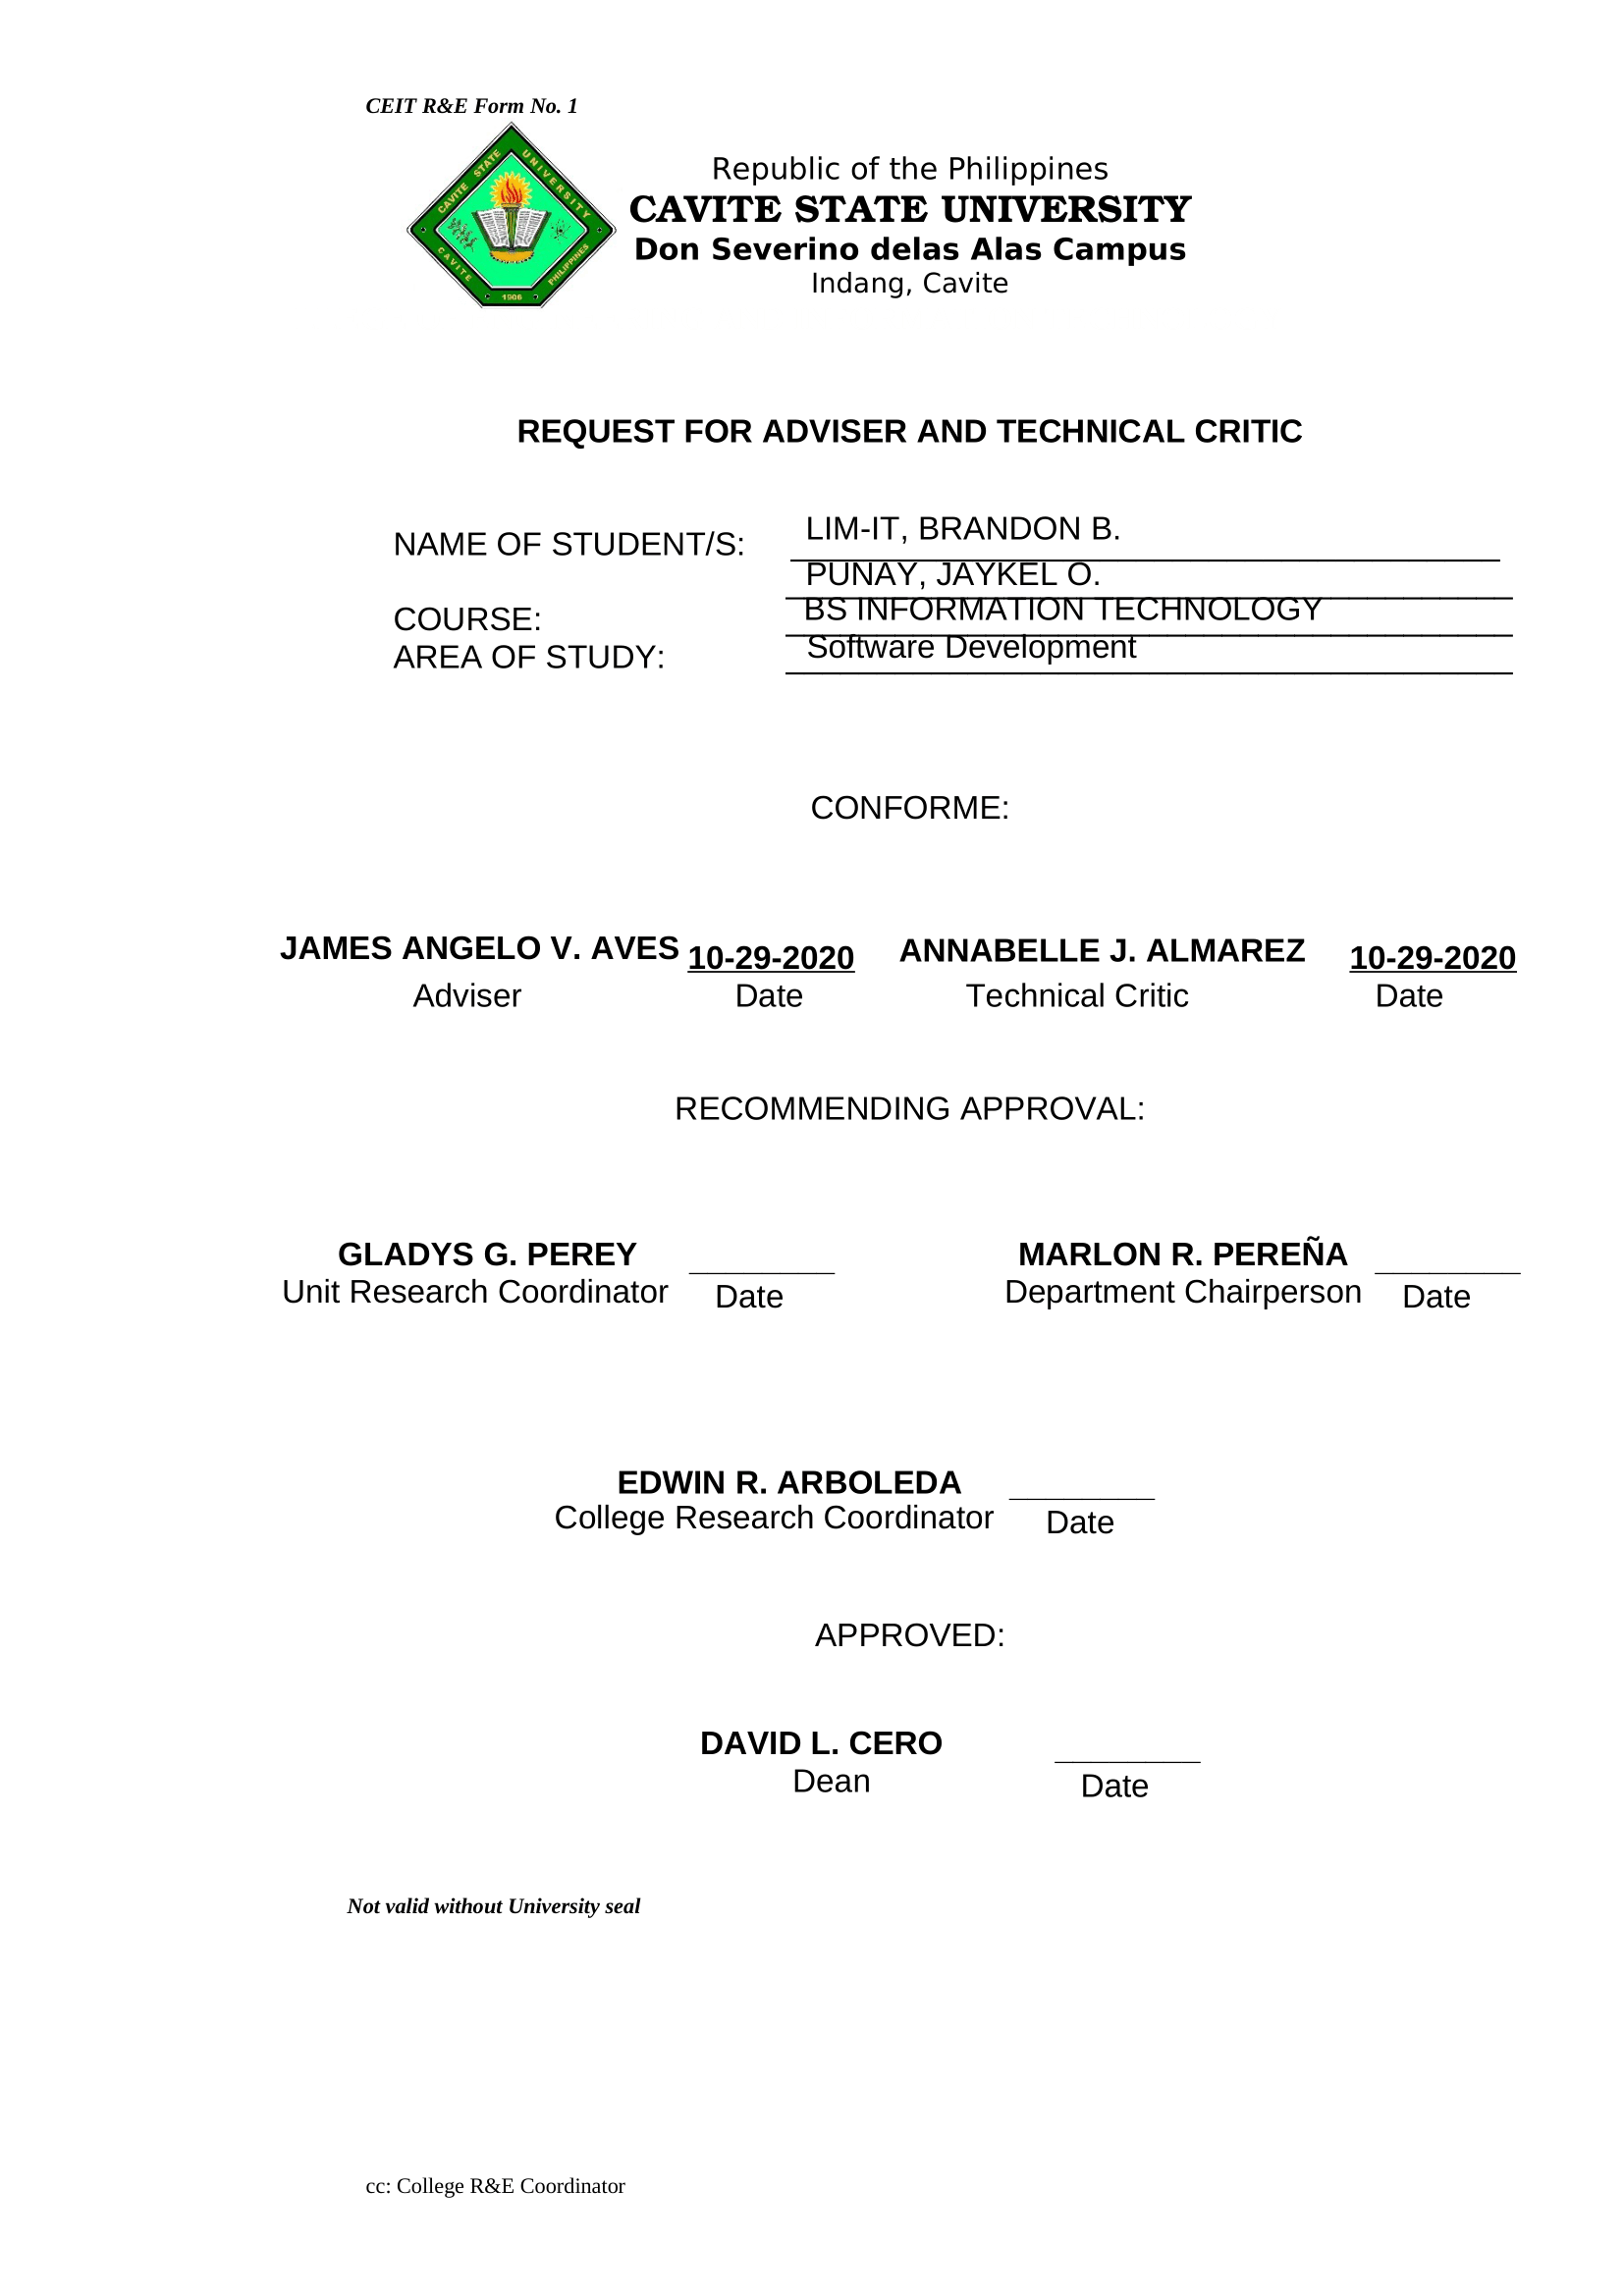 CEIT R&E Form No. 1
CAVITE STATE UNIVERSITY
CAVITE
PHILIPPINES
1906
Republic of the Philippines
CAVITE STATE UNIVERSITY
Don Severino delas Alas Campus
Indang, Cavite
REQUEST FOR ADVISER AND TECHNICAL CRITIC
NAME OF STUDENT/S: LIM-IT, BRANDON B.
PUNAY, JAYKEL O.
COURSE: BS INFORMATION TECHNOLOGY
AREA OF STUDY: Software Development
CONFORME:
JAMES ANGELO V. AVES 10-29-2020 ANNABELLE J. ALMAREZ 10-29-2020
Adviser Date Technical Critic Date
RECOMMENDING APPROVAL:
GLADYS G. PEREY ________ MARLON R. PEREÑA ________
Unit Research Coordinator Date Department Chairperson Date
EDWIN R. ARBOLEDA ________
College Research Coordinator Date
APPROVED:
DAVID L. CERO ________
Dean Date
Not valid without University seal
cc: College R&E Coordinator